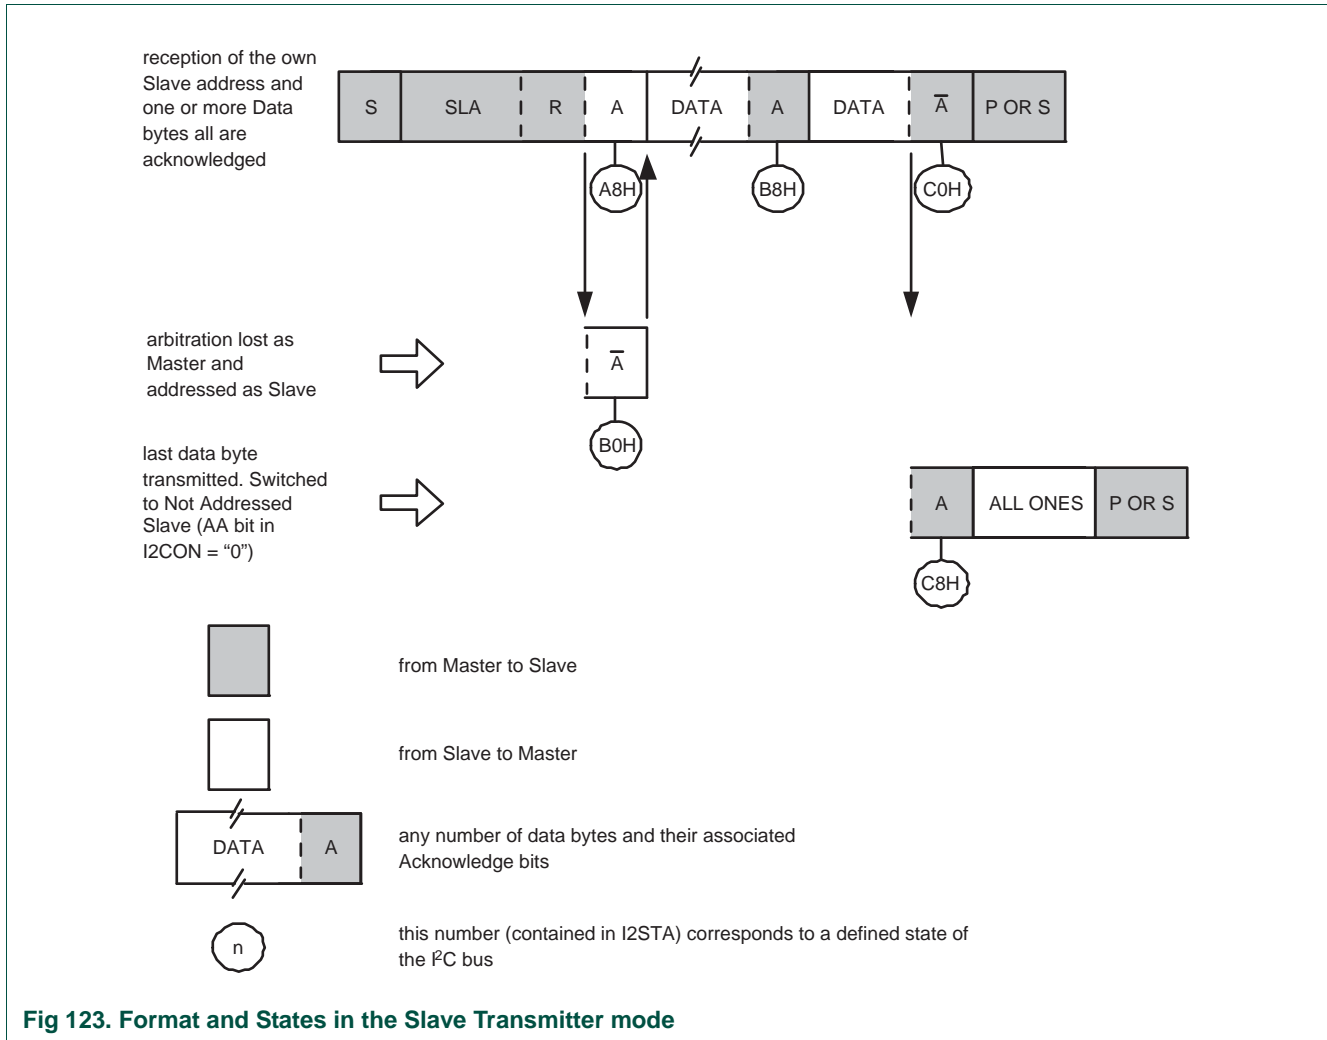 reception of the own
Slave address and
one or more Data
bytes all are
acknowledged
S SLA R A DATA A DATA A̅ P OR S
A8H B8H C0H
arbitration lost as
Master and
addressed as Slave
A̅
B0H
last data byte
transmitted. Switched
to Not Addressed
Slave (AA bit in
I2CON = “0”)
A ALL ONES P OR S
C8H
from Master to Slave
from Slave to Master
DATA A
any number of data bytes and their associated
Acknowledge bits
n
this number (contained in I2STA) corresponds to a defined state of
the I²C bus
Fig 123. Format and States in the Slave Transmitter mode